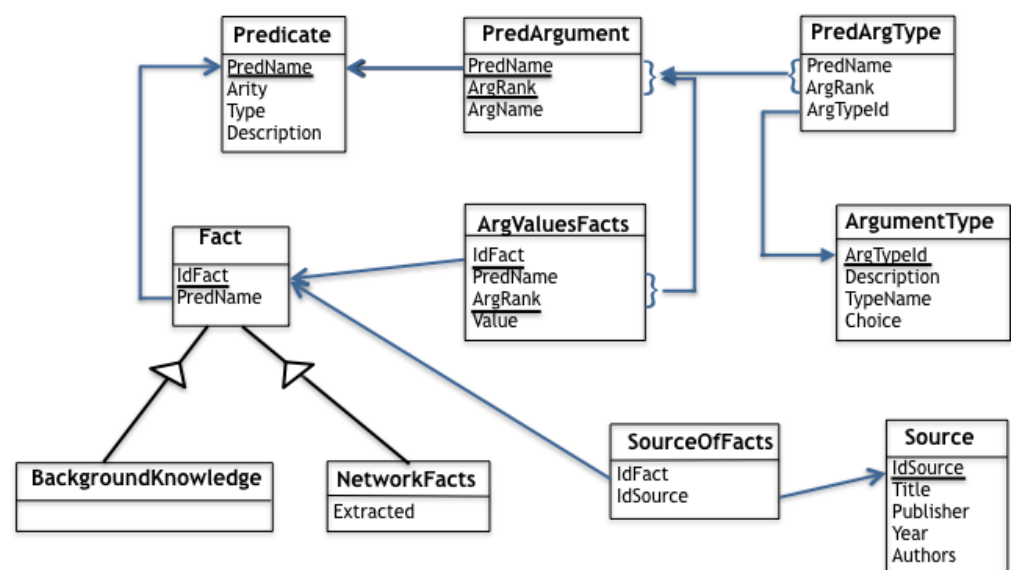 Predicate
PredName
Arity
Type
Description
PredArgument
PredName
ArgRank
ArgName
PredArgType
PredName
ArgRank
ArgTypeId
Fact
IdFact
PredName
ArgValuesFacts
IdFact
PredName
ArgRank
Value
ArgumentType
ArgTypeId
Description
TypeName
Choice
BackgroundKnowledge
NetworkFacts
Extracted
SourceOfFacts
IdFact
IdSource
Source
IdSource
Title
Publisher
Year
Authors